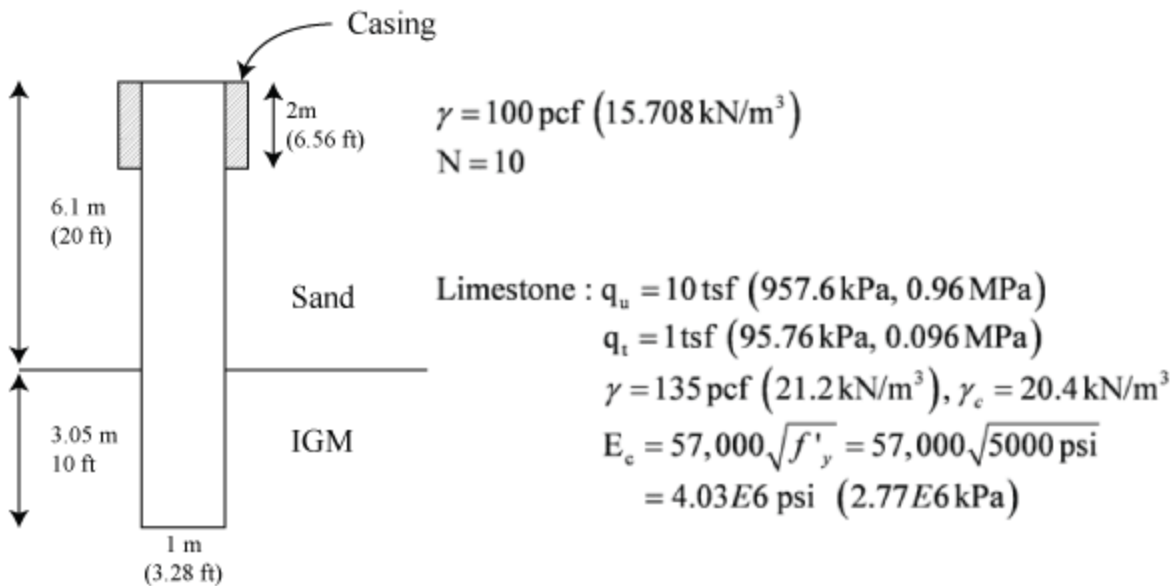 Casing
2m
(6.56 ft)
γ = 100 pcf (15.708 kN/m³)
N = 10
6.1 m
(20 ft)
Sand
Limestone : qᵤ = 10 tsf (957.6 kPa, 0.96 MPa)
qₜ = 1 tsf (95.76 kPa, 0.096 MPa)
γ = 135 pcf (21.2 kN/m³), γ_c = 20.4 kN/m³
3.05 m
10 ft
IGM
E_c = 57,000√f'_y = 57,000√5000 psi
= 4.03E6 psi (2.77E6 kPa)
1 m
(3.28 ft)